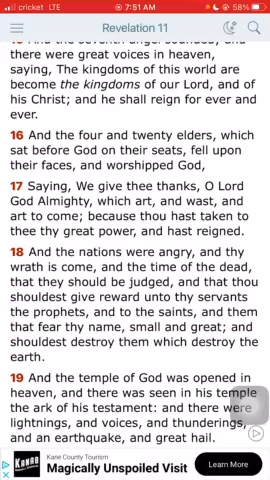 cricket LTE 7:51 AM 58%
Revelation 11
15 And the seventh angel sounded; and
there were great voices in heaven,
saying, The kingdoms of this world are
become the kingdoms of our Lord, and of
his Christ; and he shall reign for ever and
ever.
16 And the four and twenty elders, which
sat before God on their seats, fell upon
their faces, and worshipped God,
17 Saying, We give thee thanks, O Lord
God Almighty, which art, and wast, and
art to come; because thou hast taken to
thee thy great power, and hast reigned.
18 And the nations were angry, and thy
wrath is come, and the time of the dead,
that they should be judged, and that thou
shouldest give reward unto thy servants
the prophets, and to the saints, and them
that fear thy name, small and great; and
shouldest destroy them which destroy the
earth.
19 And the temple of God was opened in
heaven, and there was seen in his temple
the ark of his testament: and there were
lightnings, and voices, and thunderings,
and an earthquake, and great hail.
KANAB
Kane County Tourism
Magically Unspoiled Visit
Learn More